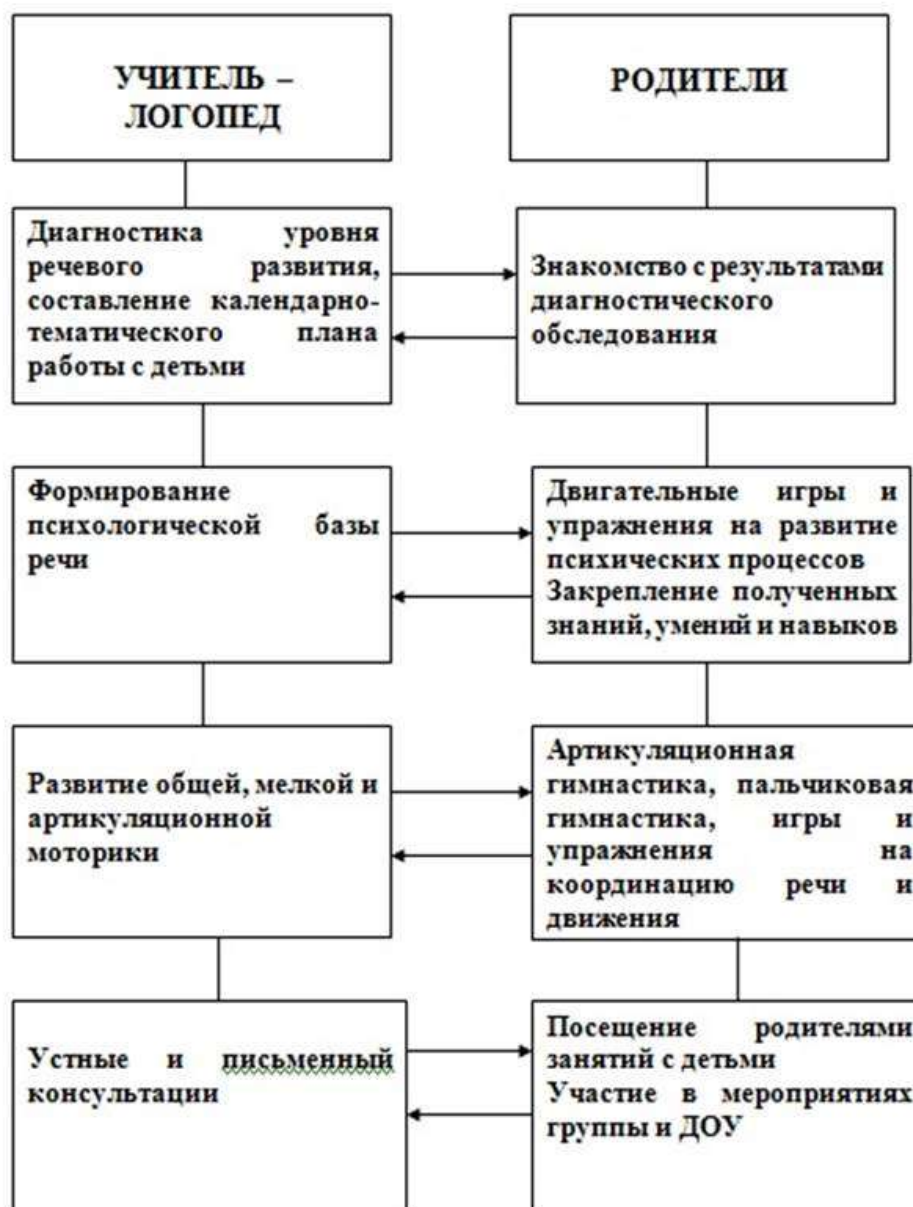 УЧИТЕЛЬ –
ЛОГОПЕД
РОДИТЕЛИ
Диагностика уровня
речевого развития,
составление календарно-
тематического плана
работы с детьми
Знакомство с результатами
диагностического
обследования
Формирование
психологической базы
речи
Двигательные игры и
упражнения на развитие
психических процессов
Закрепление полученных
знаний, умений и навыков
Развитие общей, мелкой и
артикуляционной
моторики
Артикуляционная
гимнастика, пальчиковая
гимнастика, игры и
упражнения на
координацию речи и
движения
Устные и письменный
консультации
Посещение родителями
занятий с детьми
Участие в мероприятиях
группы и ДОУ